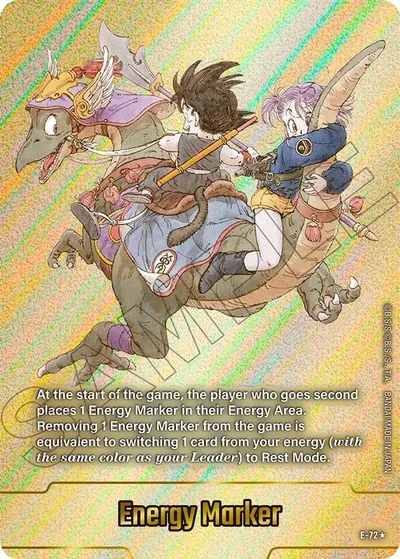 At the start of the game, the player who goes second
places 1 Energy Marker in their Energy Area.
Removing 1 Energy Marker from the game is
equivalent to switching 1 card from your energy (with
the same color as your Leader) to Rest Mode.
Energy Marker
E-72★
©B・S/S ©B・S/S・T/A BANDAI MADE IN JAPAN
SAMPLE